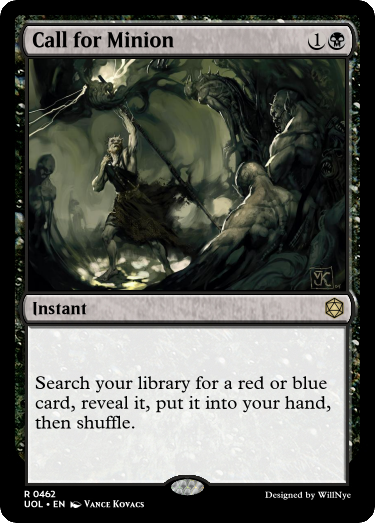 Call for Minion 1
VK
Instant
Search your library for a red or blue
card, reveal it, put it into your hand,
then shuffle.
R 0462
UOL • EN Vance Kovacs
Designed by WillNye